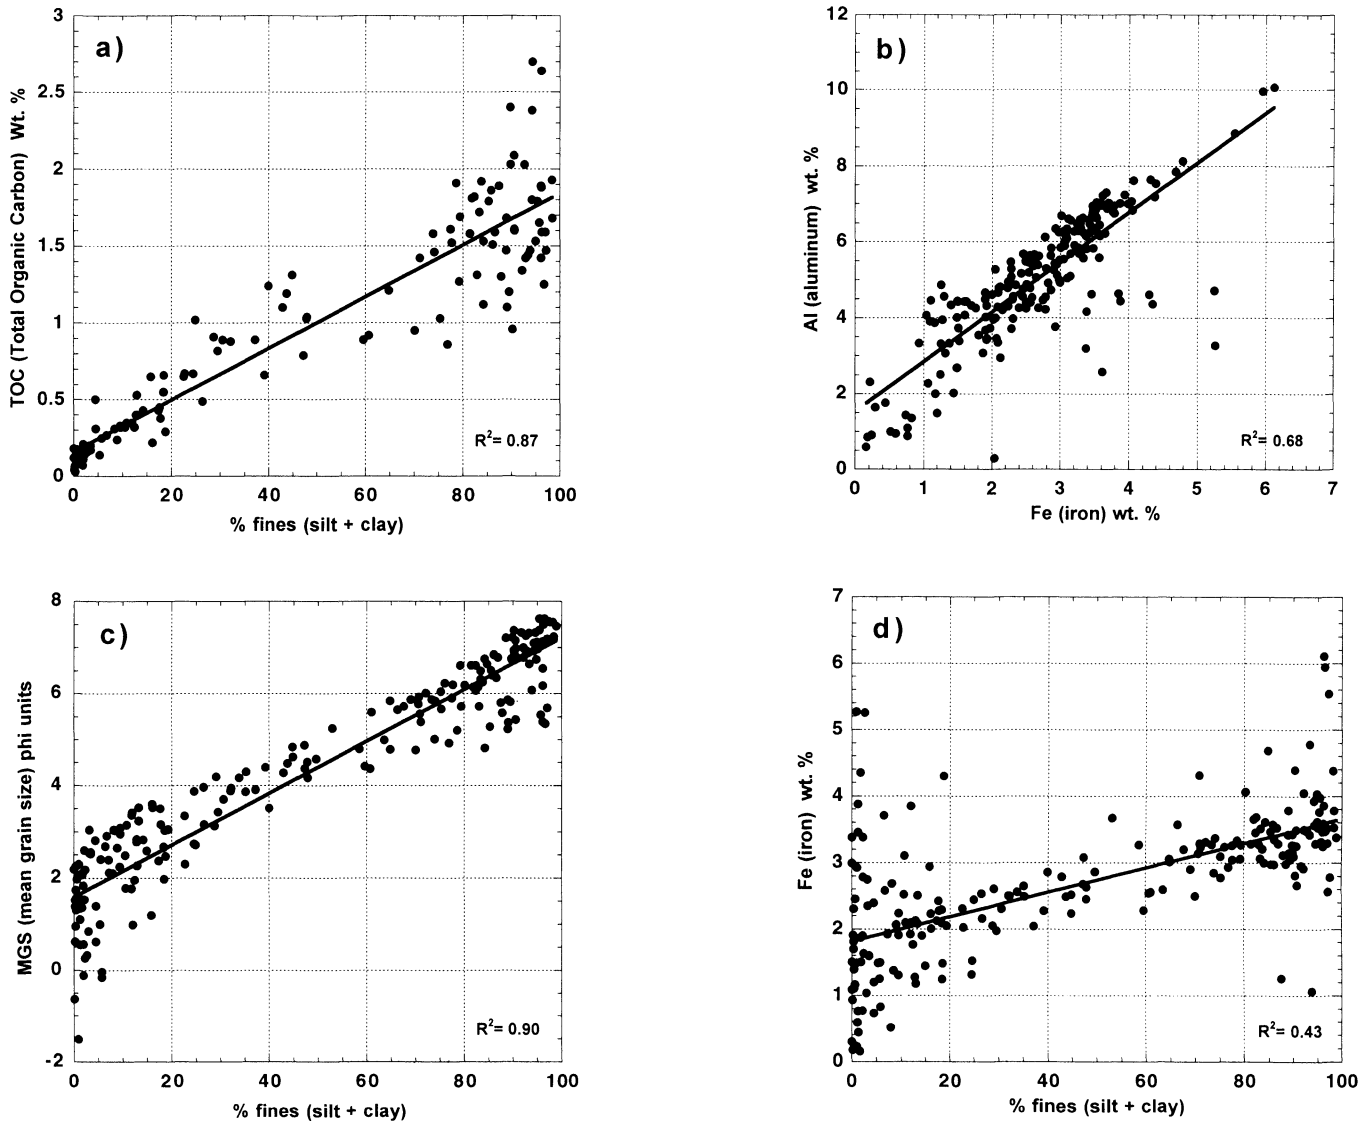 a)
3
2.5
2
1.5
1
0.5
0
TOC (Total Organic Carbon) Wt. %
R²= 0.87
0 20 40 60 80 100
% fines (silt + clay)
b)
12
10
8
6
4
2
0
Al (aluminum) wt. %
R²= 0.68
0 1 2 3 4 5 6 7
Fe (iron) wt. %
c)
8
6
4
2
0
-2
MGS (mean grain size) phi units
R²= 0.90
0 20 40 60 80 100
% fines (silt + clay)
d)
7
6
5
4
3
2
1
0
Fe (iron) wt. %
R²= 0.43
0 20 40 60 80 100
% fines (silt + clay)